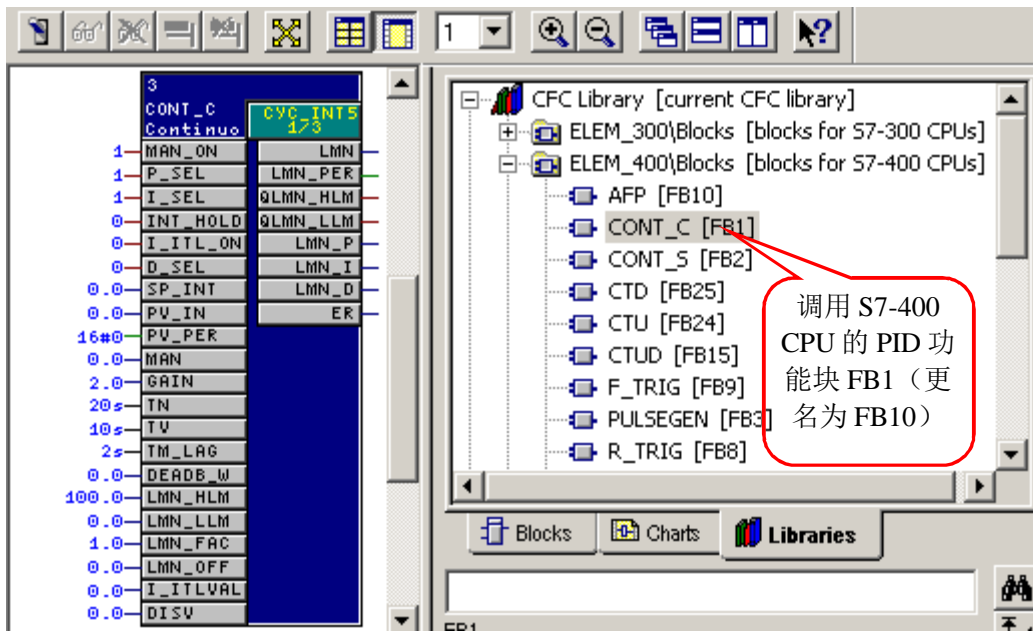 1
3
CONT_C
Continuo
CYC_INT5
1/3
1 MAN_ON LMN
1 P_SEL LMN_PER
1 I_SEL QLMN_HLM
0 INT_HOLD QLMN_LLM
0 I_ITL_ON LMN_P
0 D_SEL LMN_I
0.0 SP_INT LMN_D
0.0 PV_IN ER
16#0 PV_PER
0.0 MAN
2.0 GAIN
20s TN
10s TV
2s TM_LAG
0.0 DEADB_W
100.0 LMN_HLM
0.0 LMN_LLM
1.0 LMN_FAC
0.0 LMN_OFF
0.0 I_ITLVAL
0.0 DISV
CFC Library [current CFC library]
ELEM_300\Blocks [blocks for S7-300 CPUs]
ELEM_400\Blocks [blocks for S7-400 CPUs]
AFP [FB10]
CONT_C [FB1]
CONT_S [FB2]
CTD [FB25]
CTU [FB24]
CTUD [FB15]
F_TRIG [FB9]
PULSEGEN [FB3]
R_TRIG [FB8]
调用 S7-400
CPU 的 PID 功
能块 FB1（更
名为 FB10）
Blocks Charts Libraries
FB1